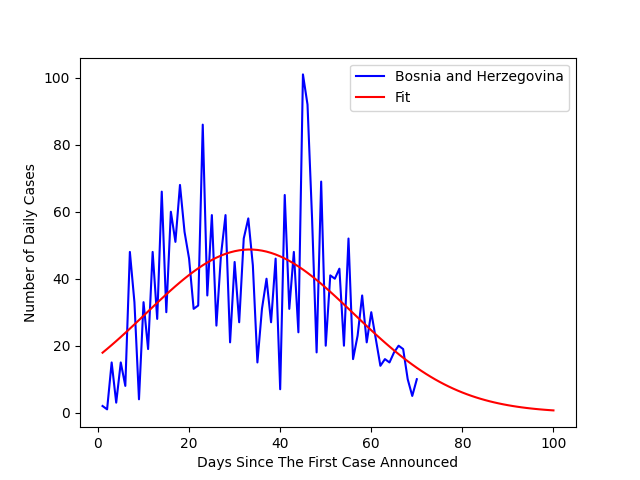 Bosnia and Herzegovina
Fit
100
80
60
40
20
0
Number of Daily Cases
0 20 40 60 80 100
Days Since The First Case Announced